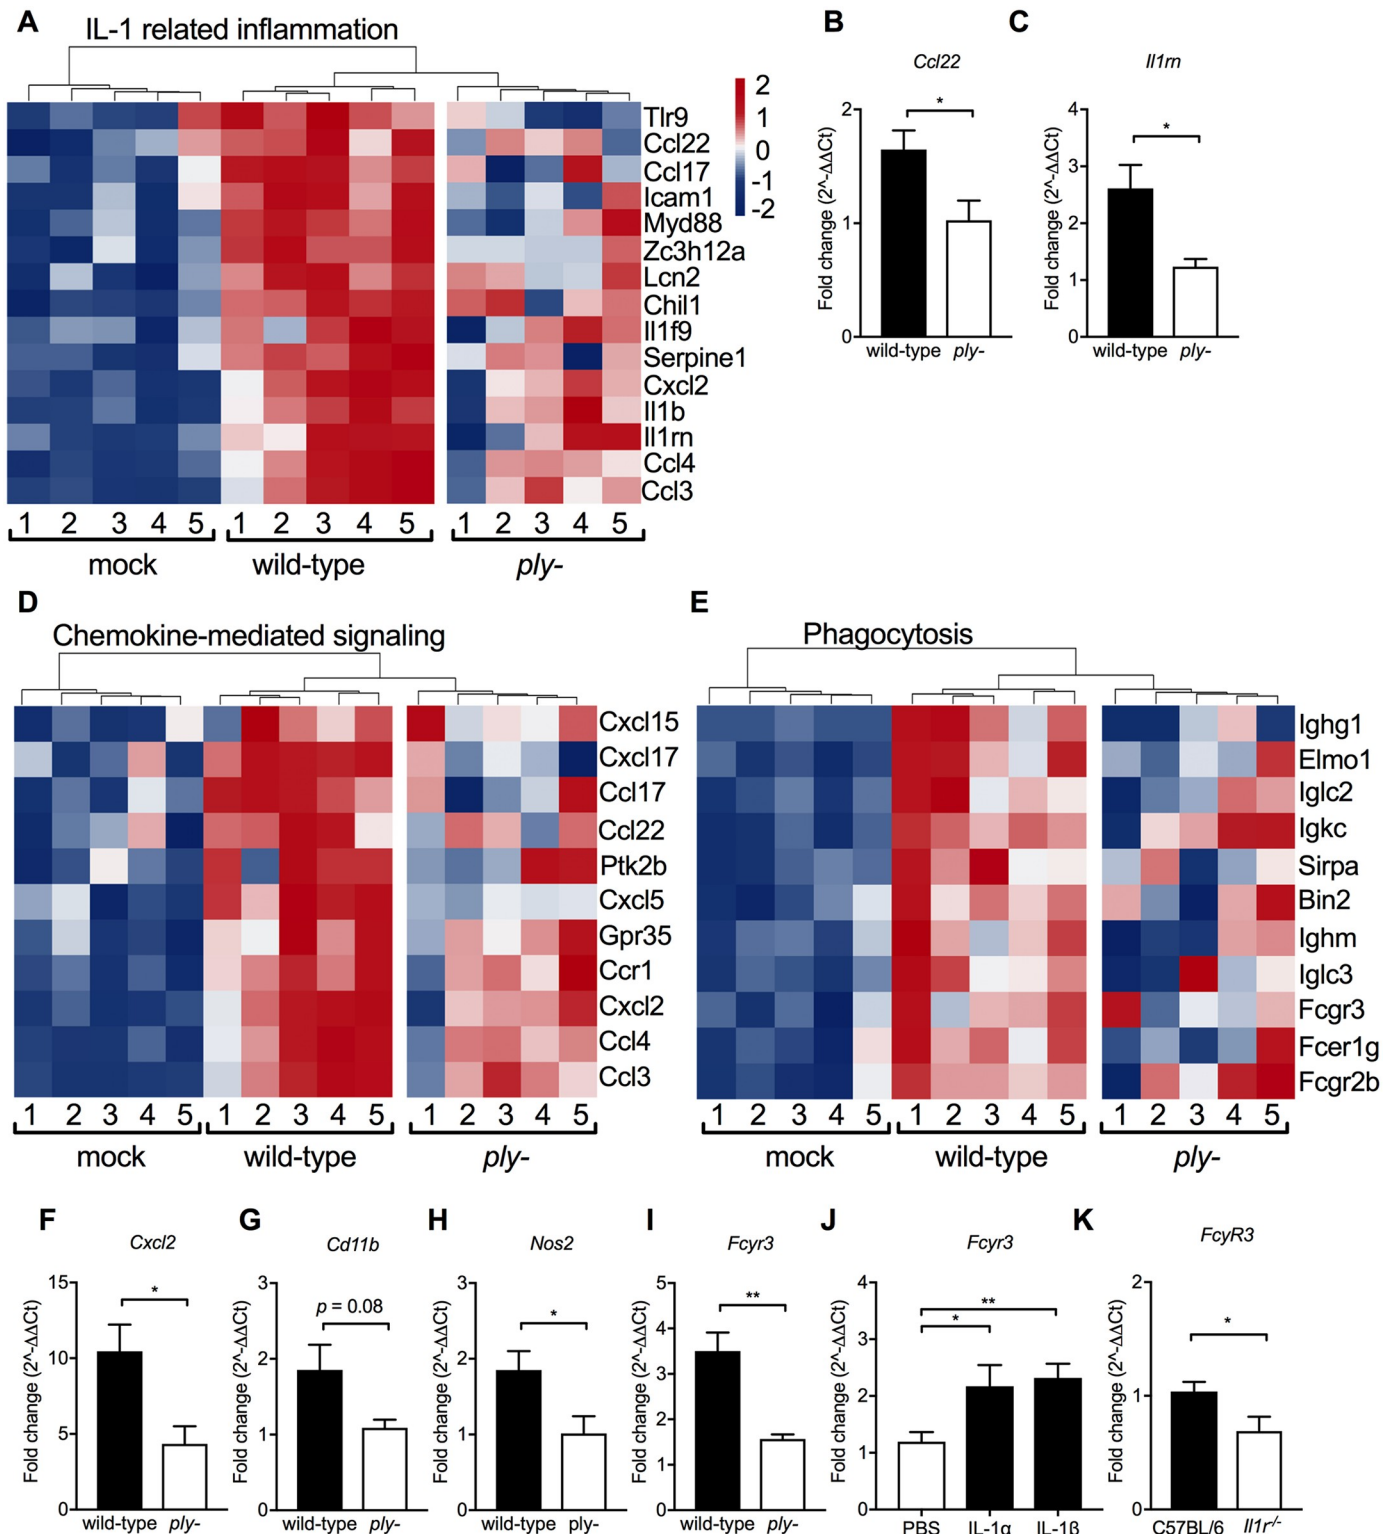 A
IL-1 related inflammation
2
1
0
-1
-2
Tlr9
Ccl22
Ccl17
Icam1
Myd88
Zc3h12a
Lcn2
Chil1
Il1f9
Serpine1
Cxcl2
Il1b
Il1rn
Ccl4
Ccl3
1 2 3 4 5 1 2 3 4 5 1 2 3 4 5
mock wild-type ply-
B
Ccl22
Fold change (2^-ΔΔCt)
2
1
0
*
wild-type ply-
C
Il1rn
Fold change (2^-ΔΔCt)
4
3
2
1
0
*
wild-type ply-
D
Chemokine-mediated signaling
Cxcl15
Cxcl17
Ccl17
Ccl22
Ptk2b
Cxcl5
Gpr35
Ccr1
Cxcl2
Ccl4
Ccl3
1 2 3 4 5 1 2 3 4 5 1 2 3 4 5
mock wild-type ply-
E
Phagocytosis
Ighg1
Elmo1
Iglc2
Igkc
Sirpa
Bin2
Ighm
Iglc3
Fcgr3
Fcer1g
Fcgr2b
1 2 3 4 5 1 2 3 4 5 1 2 3 4 5
mock wild-type ply-
F
Cxcl2
Fold change (2^-ΔΔCt)
15
10
5
0
*
wild-type ply-
G
Cd11b
Fold change (2^-ΔΔCt)
3
2
1
0
p = 0.08
wild-type ply-
H
Nos2
Fold change (2^-ΔΔCt)
3
2
1
0
*
wild-type ply-
I
Fcyr3
Fold change (2^-ΔΔCt)
5
4
3
2
1
0
**
wild-type ply-
J
Fcyr3
Fold change (2^-ΔΔCt)
4
3
2
1
0
**
*
PBS IL-1α IL-1β
K
FcyR3
Fold change (2^-ΔΔCt)
2
1
0
*
C57BL/6 Il1r-/-